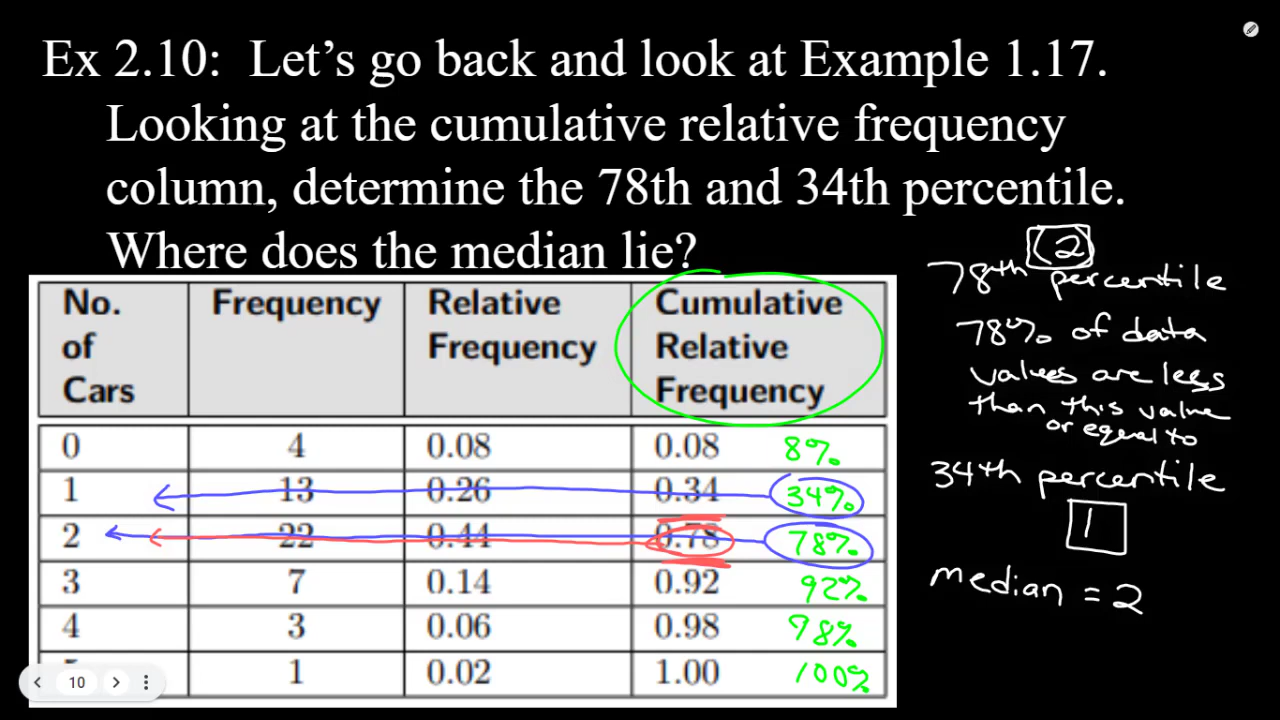 Ex 2.10: Let's go back and look at Example 1.17.
Looking at the cumulative relative frequency
column, determine the 78th and 34th percentile.
Where does the median lie?
No. of Cars Frequency Relative Frequency Cumulative Relative Frequency
0 4 0.08 0.08 8%
1 13 0.26 0.34 34%
2 22 0.44 0.78 78%
3 7 0.14 0.92 92%
4 3 0.06 0.98 98%
1 0.02 1.00 100%
(2)
78th percentile
78% of data
values are less
than this value
or equal to
34th percentile
1
median = 2
10